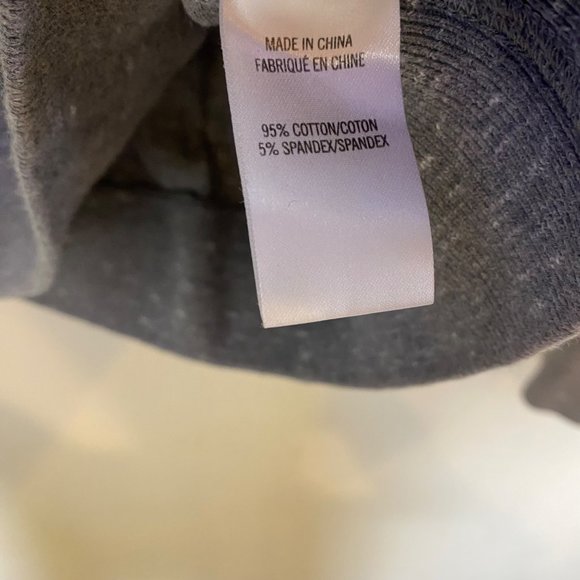 MADE IN CHINA
FABRIQUÉ EN CHINE
95% COTTON/COTON
5% SPANDEX/SPANDEX